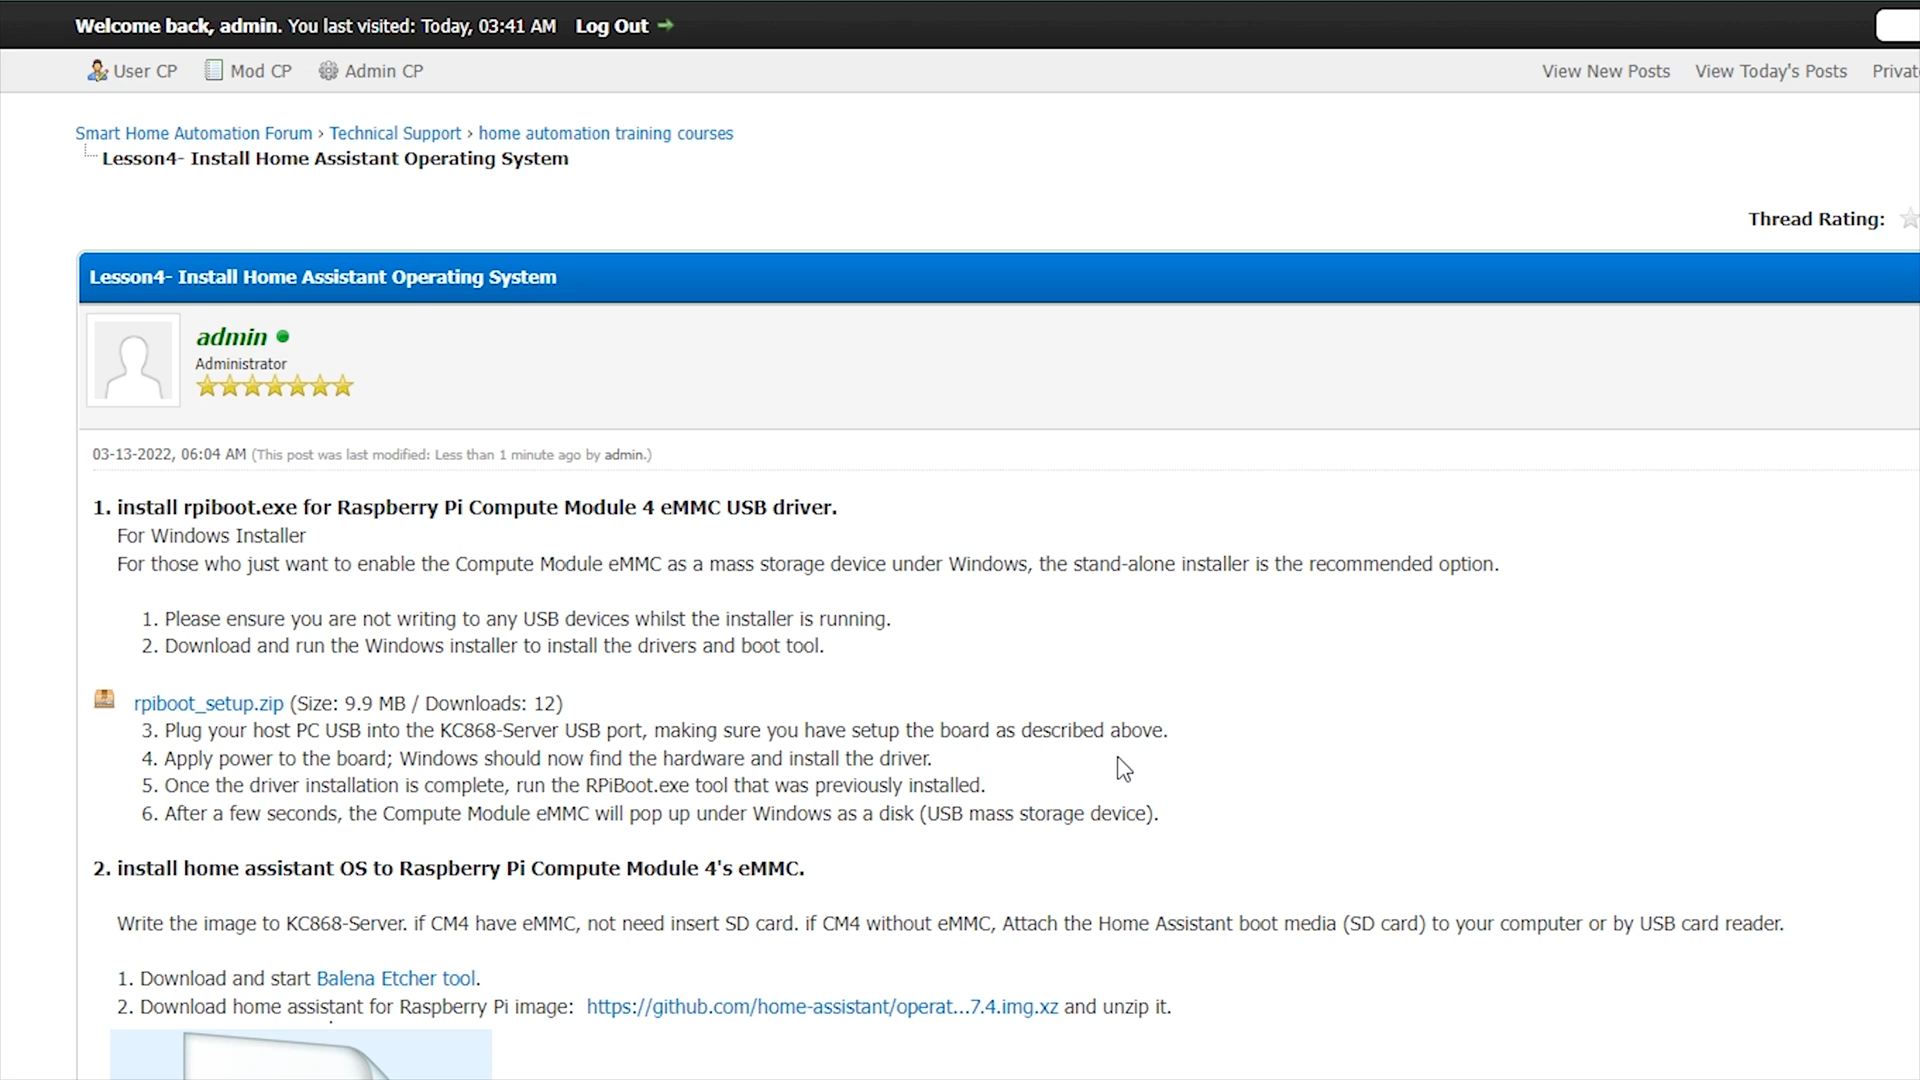 Welcome back, admin. You last visited: Today, 03:41 AM Log Out
User CP Mod CP Admin CP View New Posts View Today's Posts
Smart Home Automation Forum › Technical Support › home automation training courses
Lesson4- Install Home Assistant Operating System
Thread Rating:
Lesson4- Install Home Assistant Operating System
admin
Administrator
03-13-2022, 06:04 AM (This post was last modified: Less than 1 minute ago by admin.)
1. install rpiboot.exe for Raspberry Pi Compute Module 4 eMMC USB driver.
For Windows Installer
For those who just want to enable the Compute Module eMMC as a mass storage device under Windows, the stand-alone installer is the recommended option.
1. Please ensure you are not writing to any USB devices whilst the installer is running.
2. Download and run the Windows installer to install the drivers and boot tool.
rpiboot_setup.zip (Size: 9.9 MB / Downloads: 12)
3. Plug your host PC USB into the KC868-Server USB port, making sure you have setup the board as described above.
4. Apply power to the board; Windows should now find the hardware and install the driver.
5. Once the driver installation is complete, run the RPiBoot.exe tool that was previously installed.
6. After a few seconds, the Compute Module eMMC will pop up under Windows as a disk (USB mass storage device).
2. install home assistant OS to Raspberry Pi Compute Module 4's eMMC.
Write the image to KC868-Server. if CM4 have eMMC, not need insert SD card. if CM4 without eMMC, Attach the Home Assistant boot media (SD card) to your computer or by USB card reader.
1. Download and start Balena Etcher tool.
2. Download home assistant for Raspberry Pi image: https://github.com/home-assistant/operat...7.4.img.xz and unzip it.